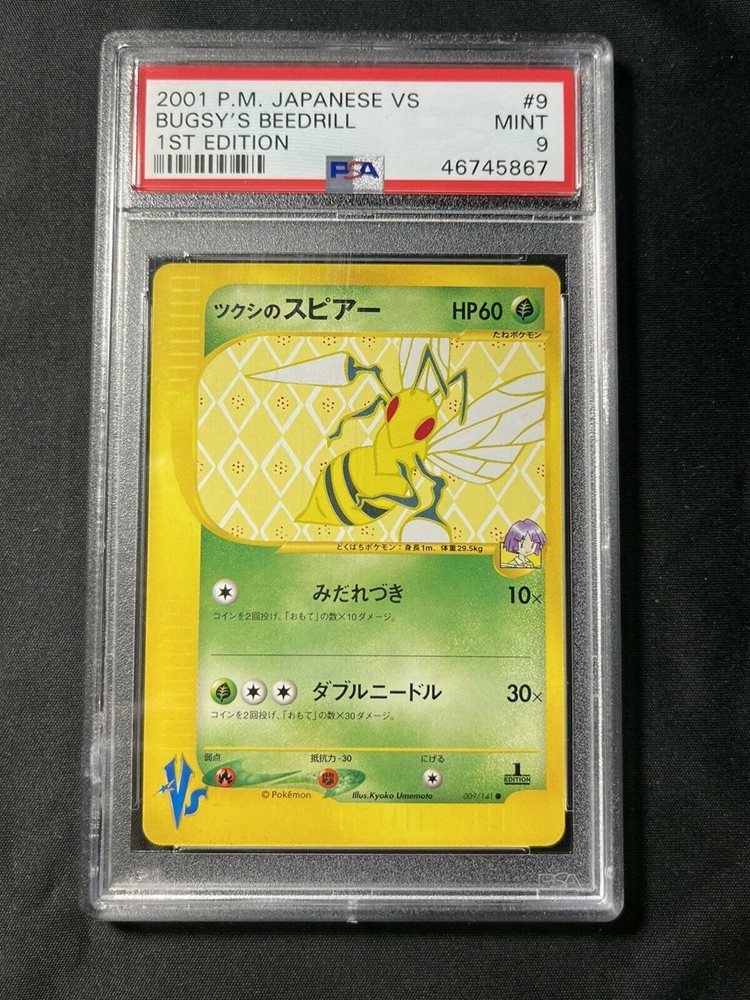 2001 P.M. JAPANESE VS #9
BUGSY'S BEEDRILL MINT
1ST EDITION 9
PSA 46745867
ツクシのスピアー HP60
たねポケモン
とくばちポケモン：身長1m、体重29.5kg
みだれづき 10×
コインを2回投げ、「おもて」の数×10ダメージ。
ダブルニードル 30×
コインを2回投げ、「おもて」の数×30ダメージ。
弱点 抵抗力-30 にげる
1
EDITION
VS
©Pokémon Illus.Kyoko Umemoto 009/141 ●
PSA